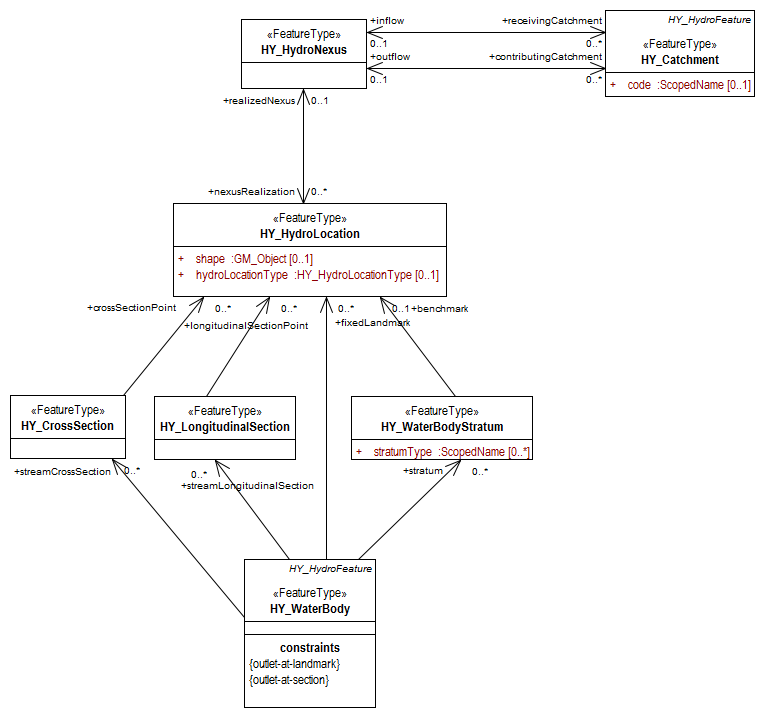 +inflow
+receivingCatchment
HY_HydroFeature
«FeatureType»
HY_HydroNexus
0..1
0..*
«FeatureType»
HY_Catchment
+outflow
+contributingCatchment
0..1
0..*
+ code :ScopedName [0..1]
+realizedNexus
0..1
+nexusRealization
0..*
«FeatureType»
HY_HydroLocation
+ shape :GM_Object [0..1]
+ hydroLocationType :HY_HydroLocationType [0..1]
+crossSectionPoint
0..*
0..*
0..*
0..1
+benchmark
+longitudinalSectionPoint
+fixedLandmark
«FeatureType»
HY_CrossSection
«FeatureType»
HY_LongitudinalSection
«FeatureType»
HY_WaterBodyStratum
+ stratumType :ScopedName [0..*]
+streamCrossSection
0..*
0..*
+streamLongitudinalSection
+stratum
0..*
HY_HydroFeature
«FeatureType»
HY_WaterBody
constraints
{outlet-at-landmark}
{outlet-at-section}